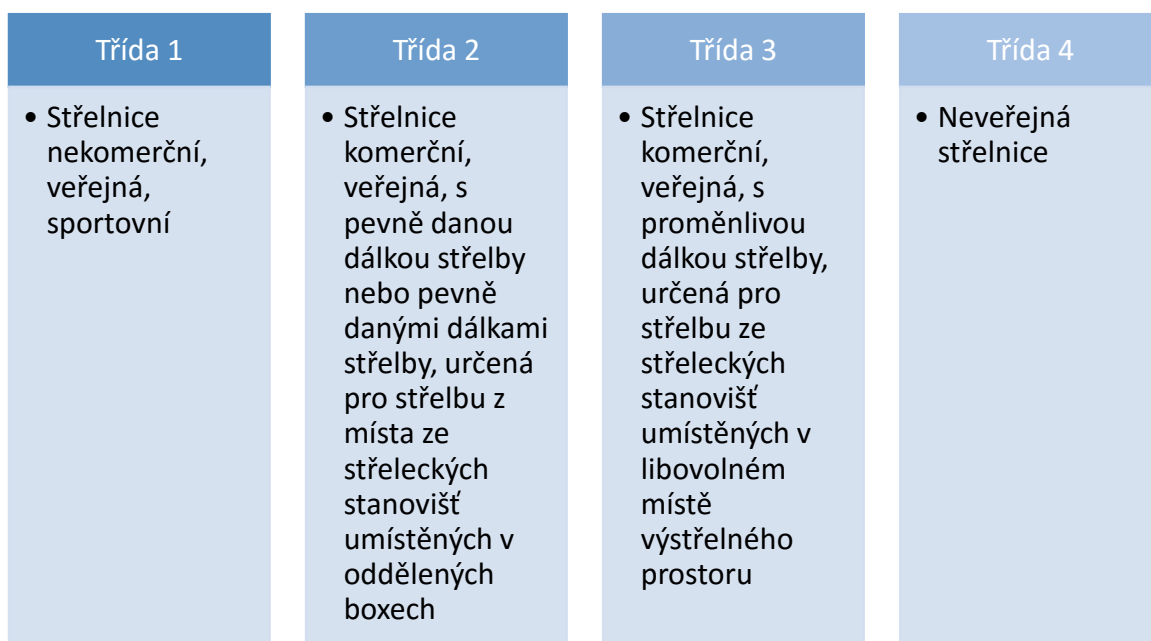 Třída 1
• Střelnice
nekomerční,
veřejná,
sportovní
Třída 2
• Střelnice
komerční,
veřejná, s
pevně danou
dálkou střelby
nebo pevně
danými dálkami
střelby, určená
pro střelbu z
místa ze
střeleckých
stanovišť
umístěných v
oddělených
boxech
Třída 3
• Střelnice
komerční,
veřejná, s
proměnlivou
dálkou střelby,
určená pro
střelbu ze
střeleckých
stanovišť
umístěných v
libovolném
místě
výstřelného
prostoru
Třída 4
• Neveřejná
střelnice